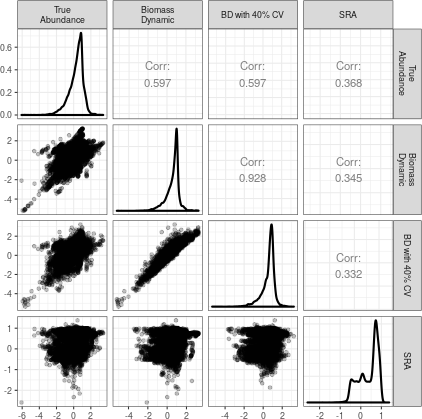 True Abundance
Biomass Dynamic
BD with 40% CV
SRA
0.6
0.4
0.2
0.0
Corr:
0.597
Corr:
0.597
Corr:
0.368
True Abundance
2
0
-2
-4
Corr:
0.928
Corr:
0.345
Biomass Dynamic
2
0
-2
-4
Corr:
0.332
BD with 40% CV
1
0
-1
-2
SRA
-6 -4 -2 0 2
-4 -2 0 2
-4 -2 0 2
-2 -1 0 1